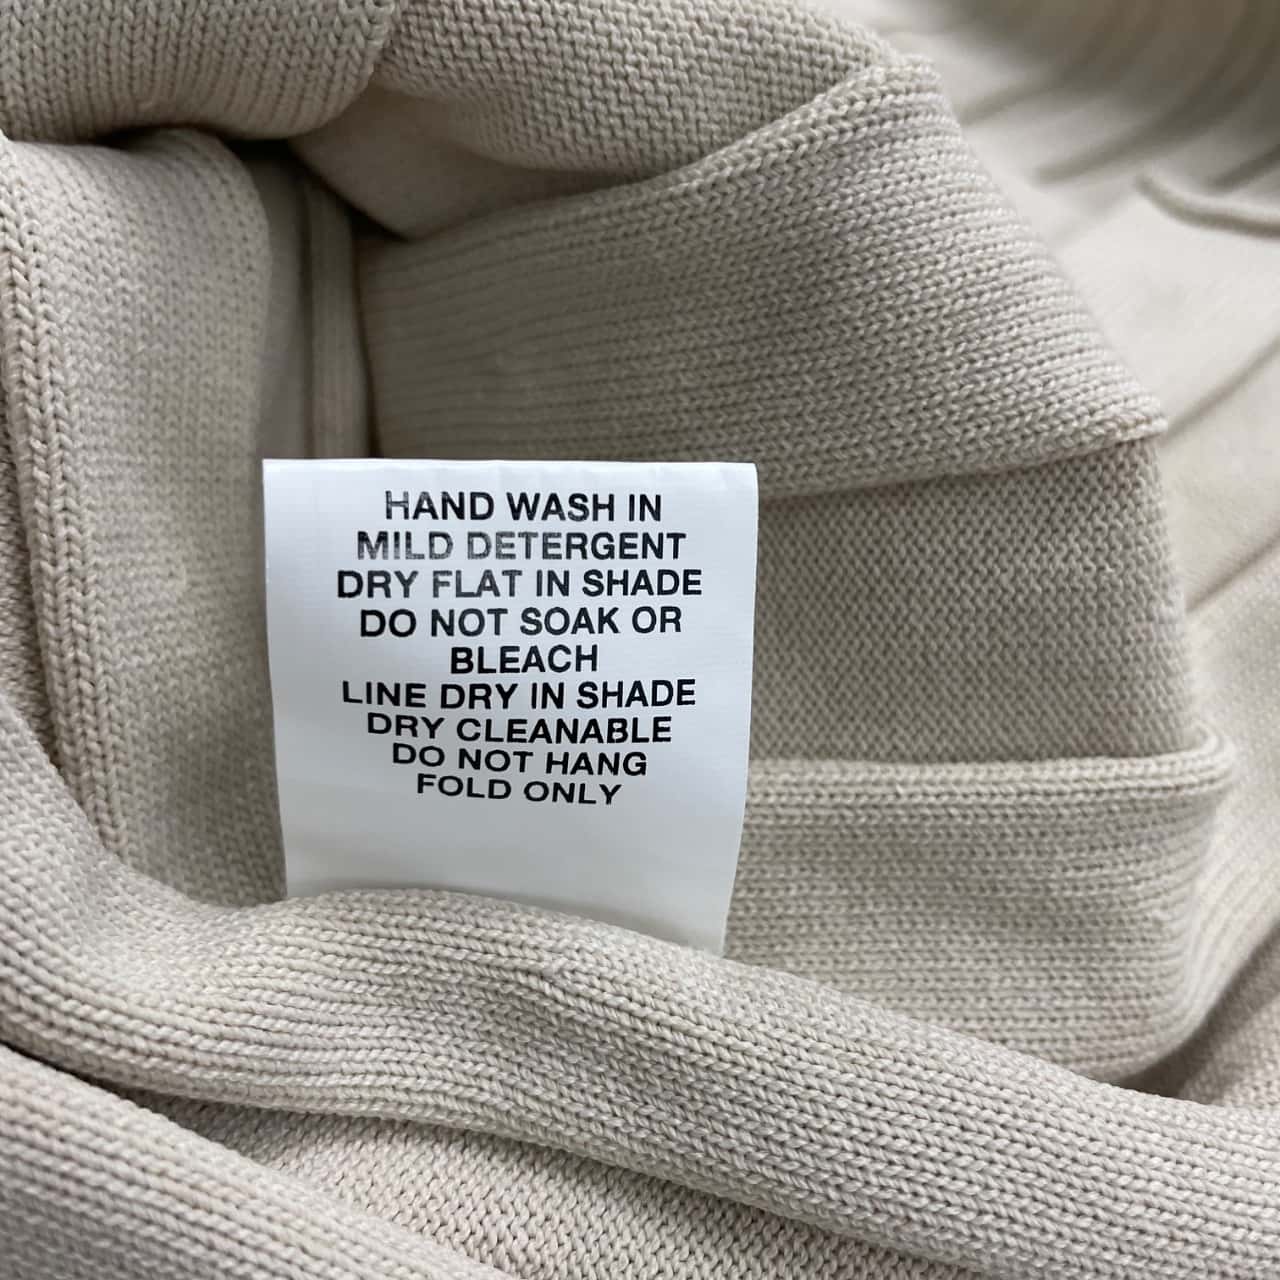 HAND WASH IN
MILD DETERGENT
DRY FLAT IN SHADE
DO NOT SOAK OR
BLEACH
LINE DRY IN SHADE
DRY CLEANABLE
DO NOT HANG
FOLD ONLY